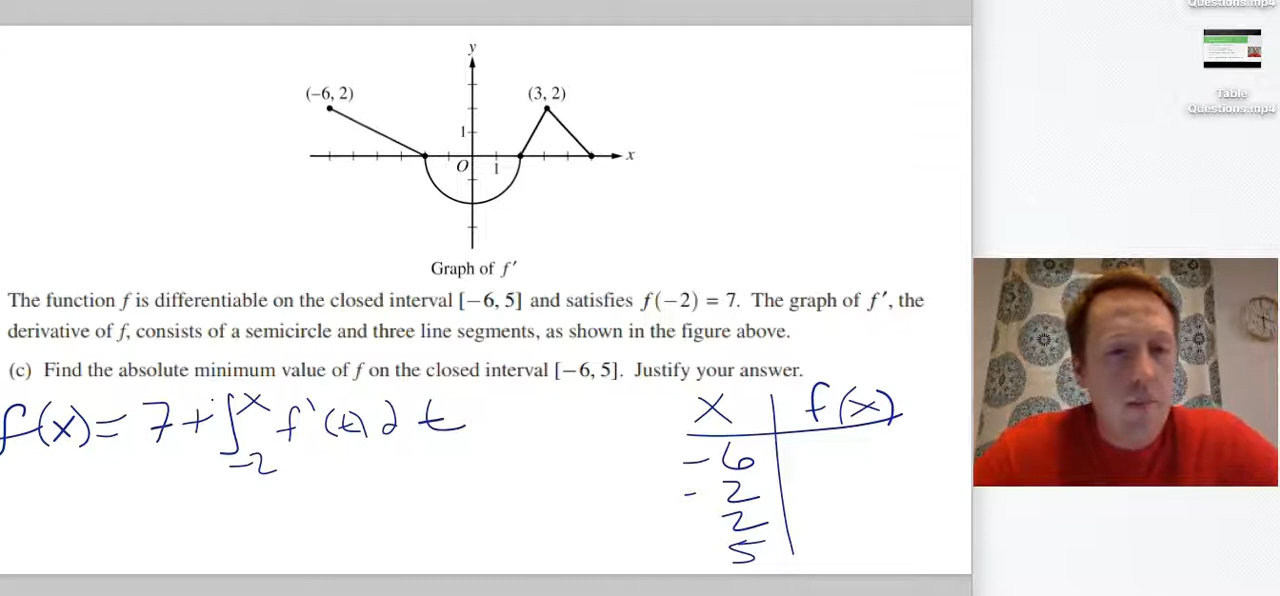 Questions.mp4
Table
Questions.mp4
y
(−6, 2)
(3, 2)
1
O
1
x
Graph of f′
The function f is differentiable on the closed interval [−6, 5] and satisfies f(−2) = 7. The graph of f′, the
derivative of f, consists of a semicircle and three line segments, as shown in the figure above.
(c) Find the absolute minimum value of f on the closed interval [−6, 5]. Justify your answer.
f(x) = 7 + ∫_{-2}^{x} f'(t) dt
x f(x)
-6
-2
2
5